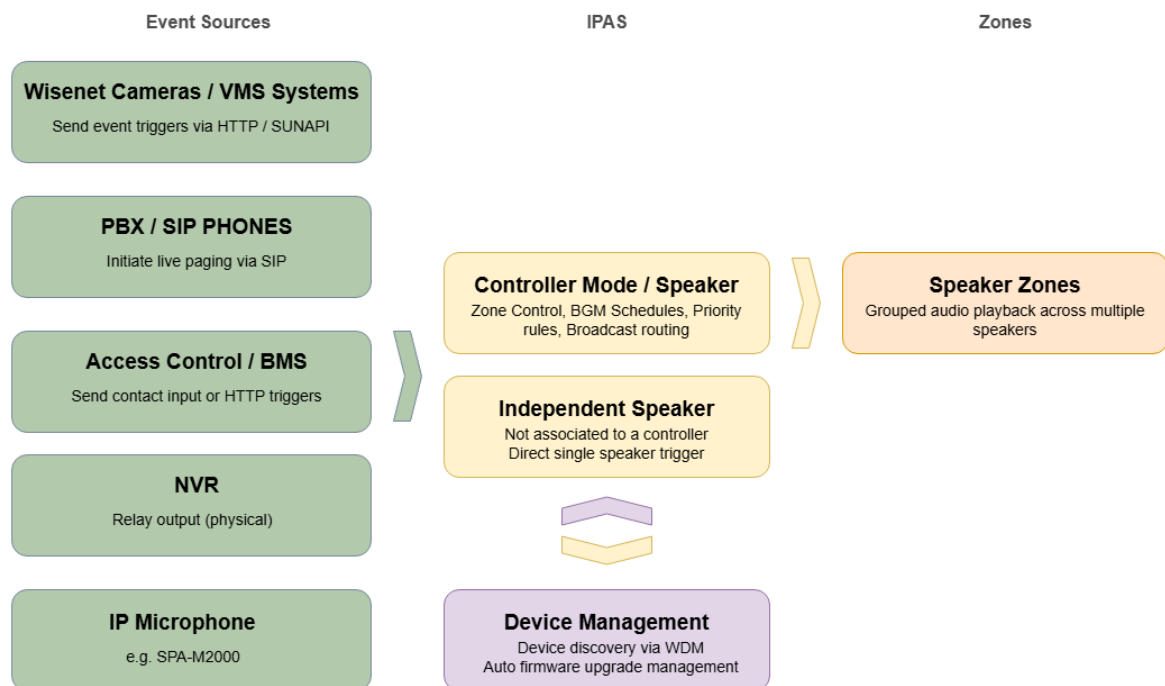 Event Sources
IPAS
Zones
Wisenet Cameras / VMS Systems
Send event triggers via HTTP / SUNAPI
PBX / SIP PHONES
Initiate live paging via SIP
Access Control / BMS
Send contact input or HTTP triggers
NVR
Relay output (physical)
IP Microphone
e.g. SPA-M2000
Controller Mode / Speaker
Zone Control, BGM Schedules, Priority
rules, Broadcast routing
Independent Speaker
Not associated to a controller
Direct single speaker trigger
Device Management
Device discovery via WDM
Auto firmware upgrade management
Speaker Zones
Grouped audio playback across multiple
speakers